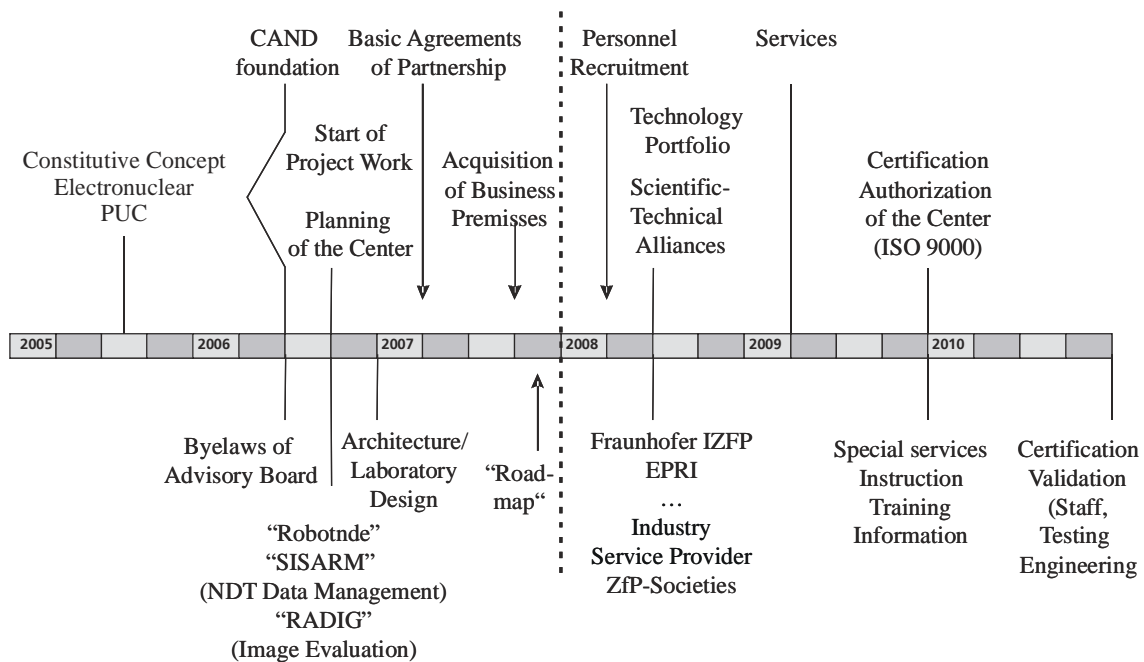 CAND
foundation
Basic Agreements
of Partnership
Personnel
Recruitment
Services
Start of
Project Work
Technology
Portfolio
Constitutive Concept
Electronuclear
PUC
Acquisition
of Business
Premisses
Certification
Authorization
of the Center
(ISO 9000)
Scientific-
Technical
Alliances
Planning
of the Center
2005
2006
2007
2008
2009
2010
Byelaws of
Advisory Board
Architecture/
Laboratory
Design
“Road-
map“
Fraunhofer IZFP
EPRI
…
Industry
Service Provider
ZfP-Societies
Special services
Instruction
Training
Information
Certification
Validation
(Staff,
Testing
Engineering
“Robotnde”
“SISARM”
(NDT Data Management)
“RADIG”
(Image Evaluation)